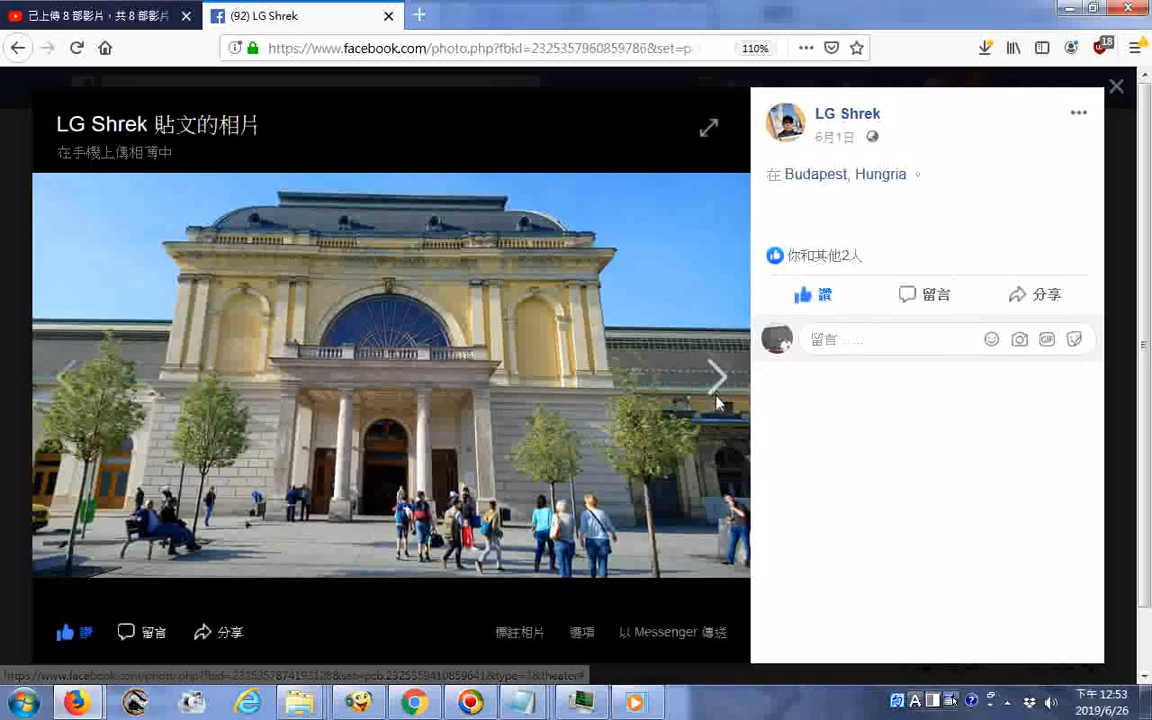 已上傳 8 部影片，共 8 部影片
(92) LG Shrek
https://www.facebook.com/photo.php?fbid=2325357960859786&set=p
110%
18
LG Shrek 貼文的相片
在手機上傳相簿中
LG Shrek
6月1日
在 Budapest, Hungria 。
你和其他2人
讚 留言 分享
留言……
GIF
讚 留言 分享
標註相片 選項 以 Messenger 傳送
下午 12:53
2019/6/26